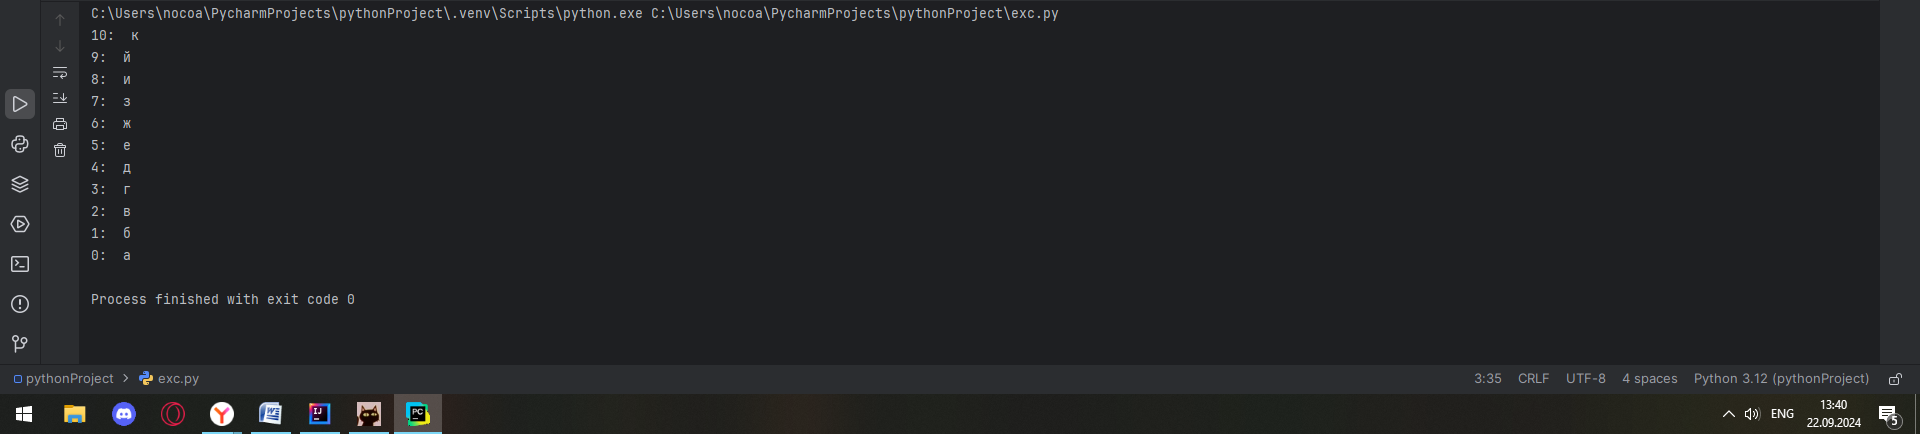 C:\Users\nocoa\PycharmProjects\pythonProject\.venv\Scripts\python.exe C:\Users\nocoa\PycharmProjects\pythonProject\exc.py
10:  к
9:  й
8:  и
7:  з
6:  ж
5:  е
4:  д
3:  г
2:  в
1:  б
0:  а
Process finished with exit code 0
pythonProject > exc.py
3:35 CRLF UTF-8 4 spaces Python 3.12 (pythonProject)
ENG
13:40
22.09.2024
5